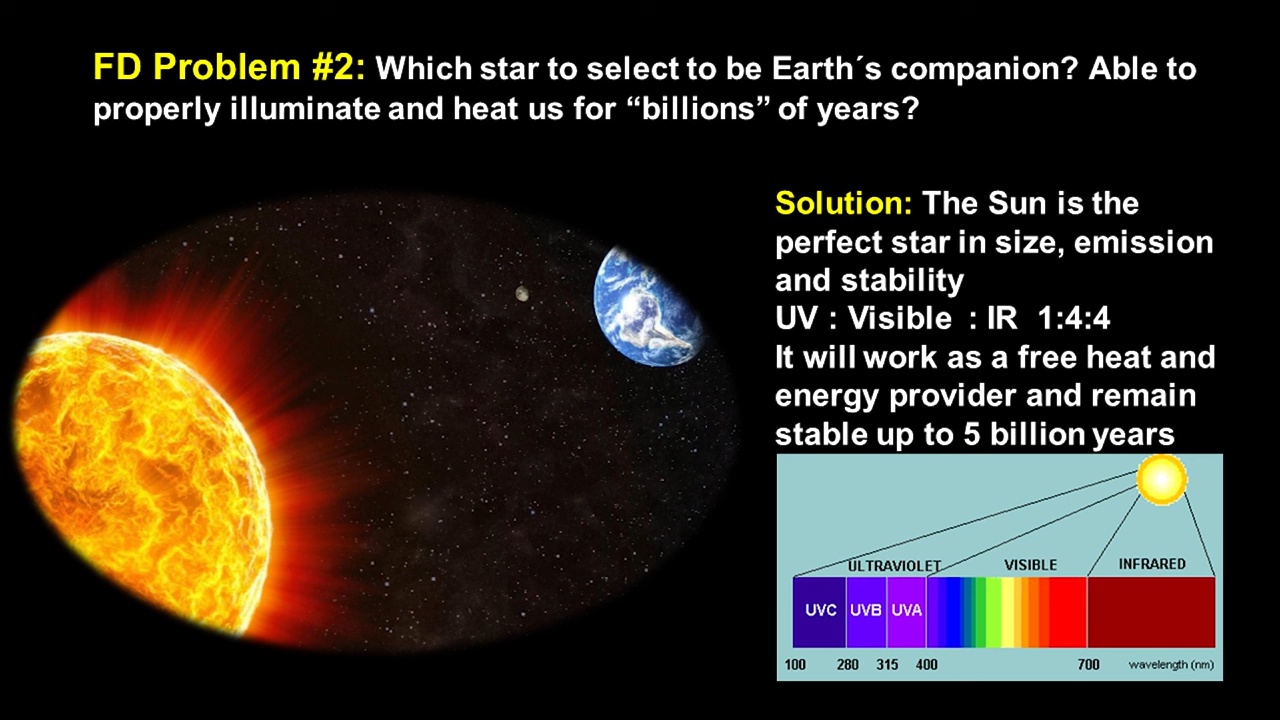 FD Problem #2: Which star to select to be Earth´s companion? Able to
properly illuminate and heat us for “billions” of years?
Solution: The Sun is the
perfect star in size, emission
and stability
UV : Visible : IR 1:4:4
It will work as a free heat and
energy provider and remain
stable up to 5 billion years
ULTRAVIOLET VISIBLE INFRARED
UVC UVB UVA
100 280 315 400 700 wavelength (nm)